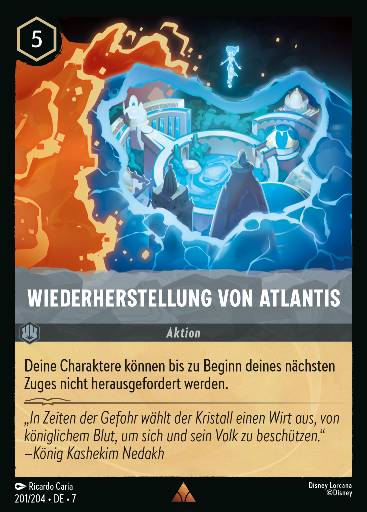 5
WIEDERHERSTELLUNG VON ATLANTIS
Aktion
Deine Charaktere können bis zu Beginn deines nächsten
Zuges nicht herausgefordert werden.
„In Zeiten der Gefahr wählt der Kristall einen Wirt aus, von
königlichem Blut, um sich und sein Volk zu beschützen.“
–König Kashekim Nedakh
Ricardo Caria
Disney Lorcana
201/204 • DE • 7
©Disney